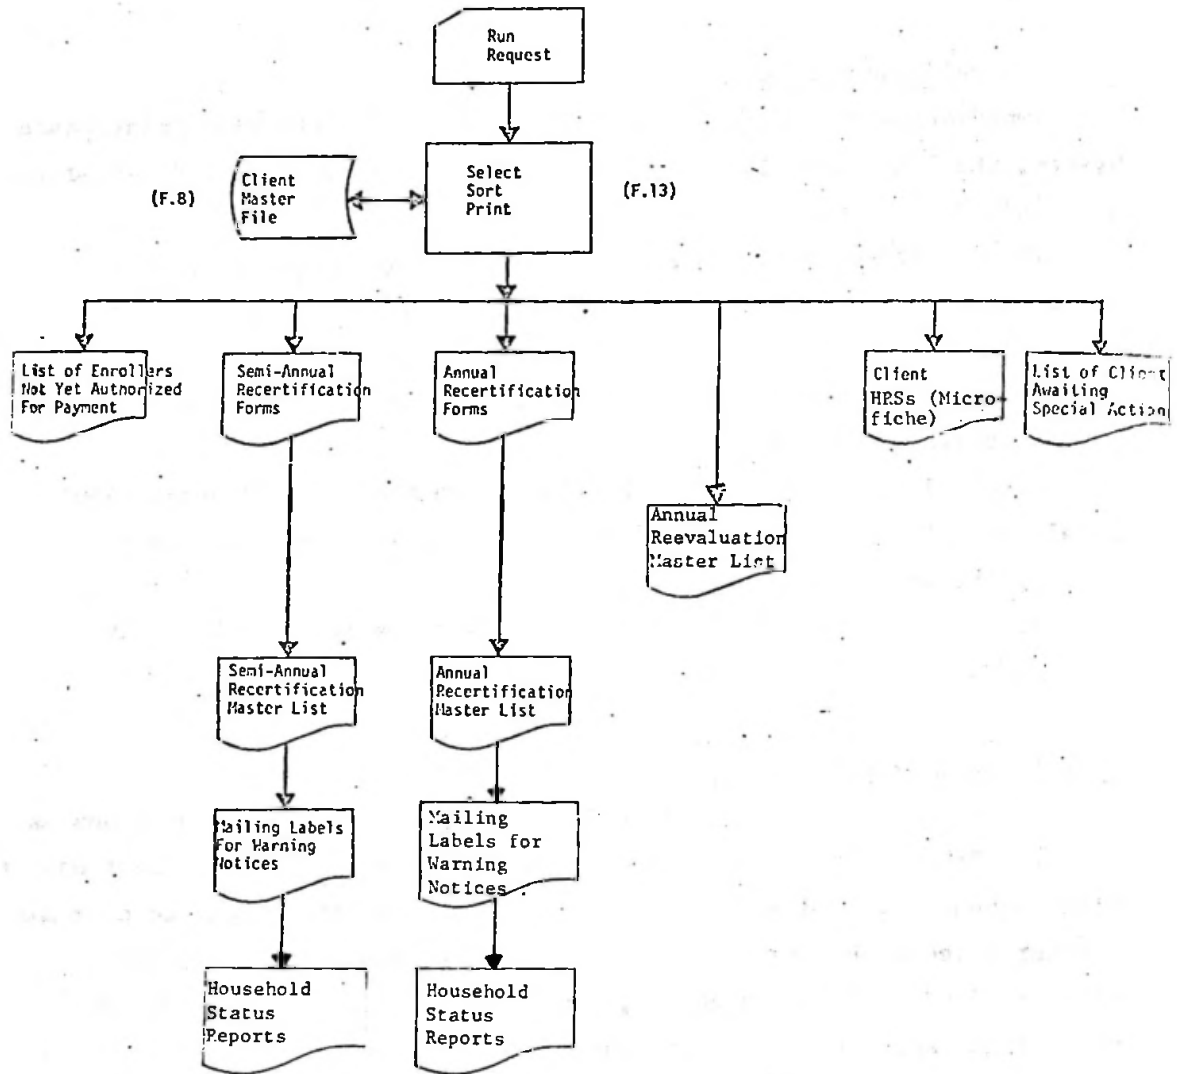 Run
Request
(F.8)
Client
Master
File
Select
Sort
Print
(F.13)
List of Enrollers
Not Yet Authorized
For Payment
Semi-Annual
Recertification
Forms
Annual
Recertification
Forms
Client
HRSs (Micro-
fiche)
List of Client
Awaiting
Special Action
Annual
Reevaluation
Master List
Semi-Annual
Recertification
Master List
Annual
Recertification
Master List
Mailing Labels
For Warning
Notices
Mailing
Labels for
Warning
Notices
Household
Status
Reports
Household
Status
Reports